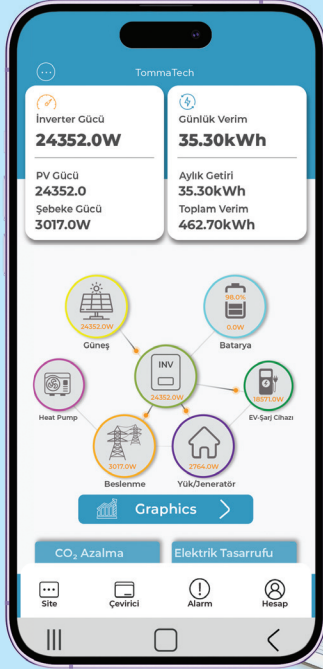 TommaTech
İnverter Gücü
24352.0W
PV Gücü
24352.0
Şebeke Gücü
3017.0W
Günlük Verim
35.30kWh
Aylık Getiri
35.30kWh
Toplam Verim
462.70kWh
24352.0W
Güneş
98.0%
0.0W
Batarya
INV
24352.0W
Heat Pump
18571.0W
EV-Şarj Cihazı
3017.0W
Beslenme
2764.0W
Yük/Jeneratör
Graphics
CO₂ Azalma
Elektrik Tasarrufu
Site
Çevirici
Alarm
Hesap